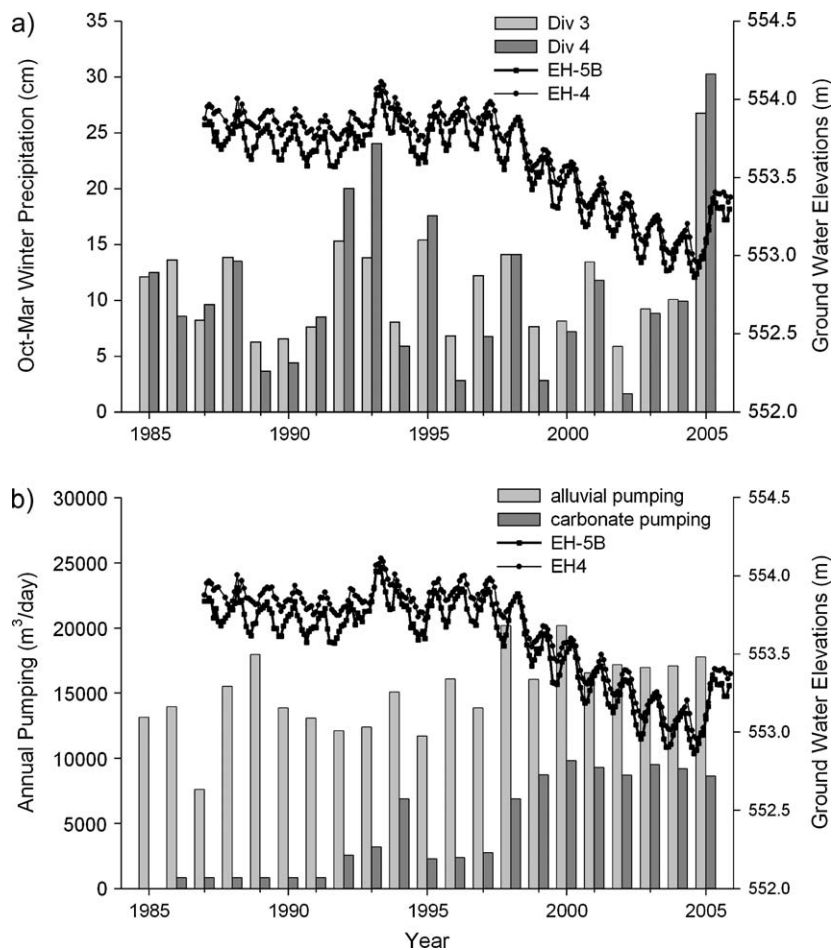 a)
Div 3
Div 4
EH-5B
EH-4
Oct-Mar Winter Precipitation (cm)
35
30
25
20
15
10
5
0
Ground Water Elevations (m)
554.5
554.0
553.5
553.0
552.5
552.0
1985 1990 1995 2000 2005
Year
b)
alluvial pumping
carbonate pumping
EH-5B
EH4
Annual Pumping (m³/day)
30000
25000
20000
15000
10000
5000
0
Ground Water Elevations (m)
554.5
554.0
553.5
553.0
552.5
552.0
1985 1990 1995 2000 2005
Year